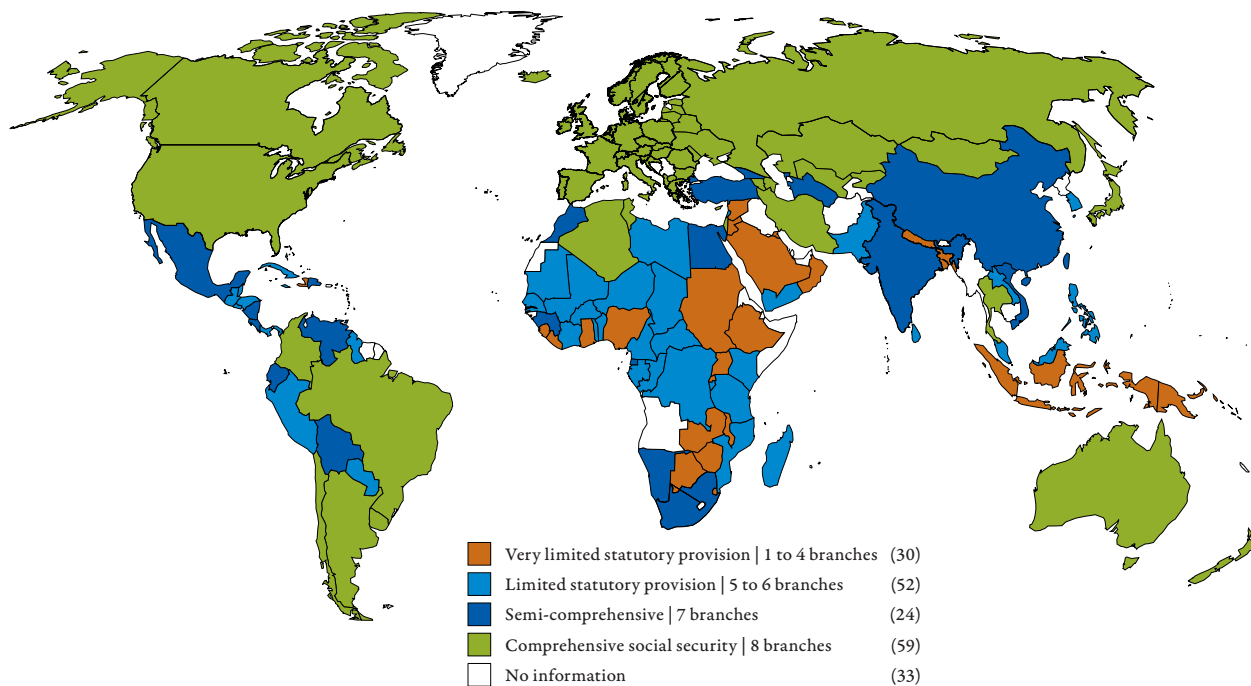 Very limited statutory provision | 1 to 4 branches (30)
Limited statutory provision | 5 to 6 branches (52)
Semi-comprehensive | 7 branches (24)
Comprehensive social security | 8 branches (59)
No information (33)